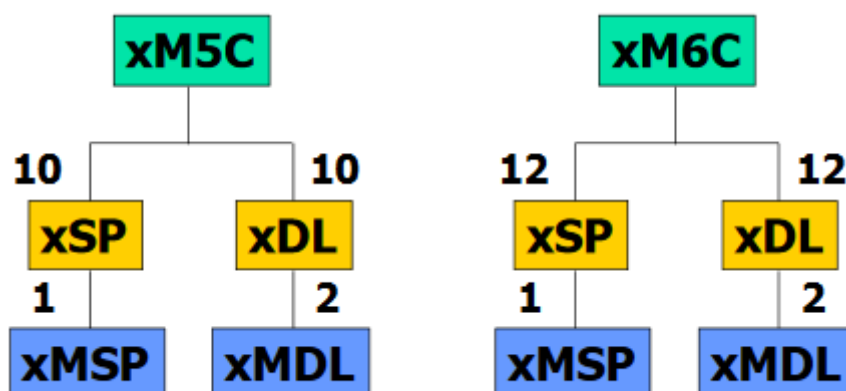 xM5C xM6C
10 10 12 12
xSP xDL xSP xDL
1 2 1 2
xMSP xMDL xMSP xMDL